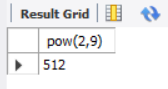 Result Grid
pow(2,9)
512